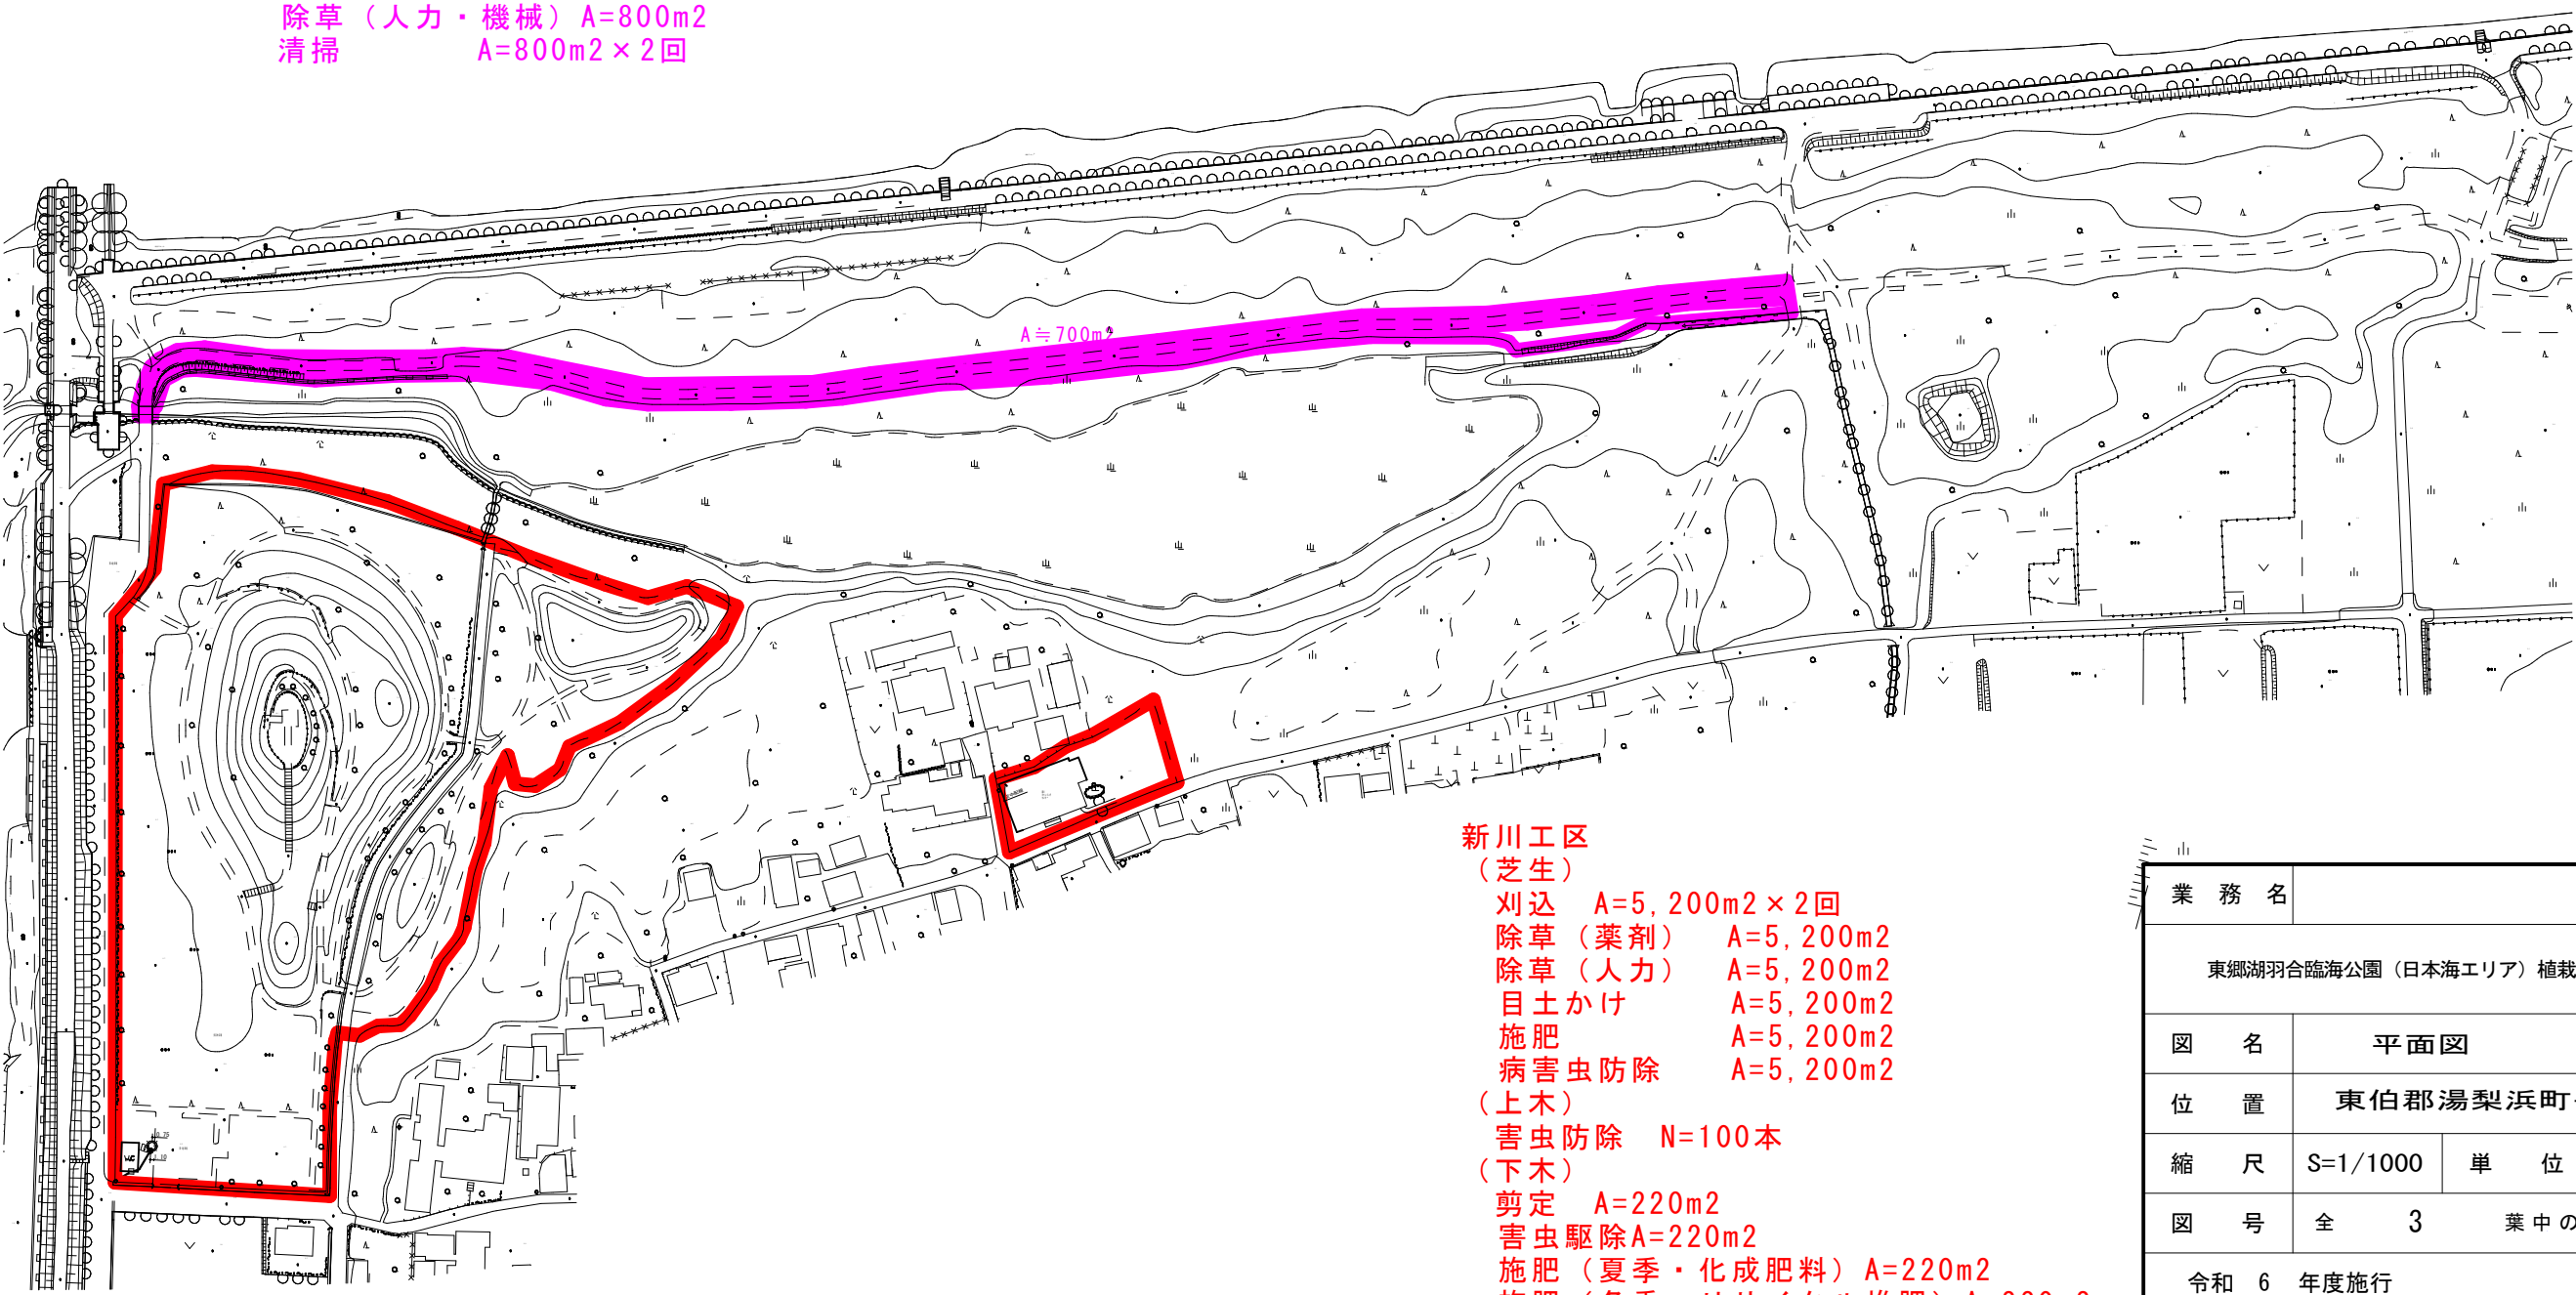 除草（人力・機械）A=800m2
清掃　　　　A=800m2×2回
A≒700m2
新川工区
（芝生）
刈込　A=5,200m2×2回
除草（薬剤）　A=5,200m2
除草（人力）　A=5,200m2
目土かけ　　　A=5,200m2
施肥　　　　　A=5,200m2
病害虫防除　　A=5,200m2
（上木）
害虫防除　N=100本
（下木）
剪定　A=220m2
害虫駆除A=220m2
施肥（夏季・化成肥料）A=220m2
業　務　名
東郷湖羽合臨海公園（日本海エリア）植栽
図　　名　平面図
位　　置　東伯郡湯梨浜町
縮　　尺　S=1/1000　単　　位
図　　号　全　3　葉中の
令和　6　年度施行
WC